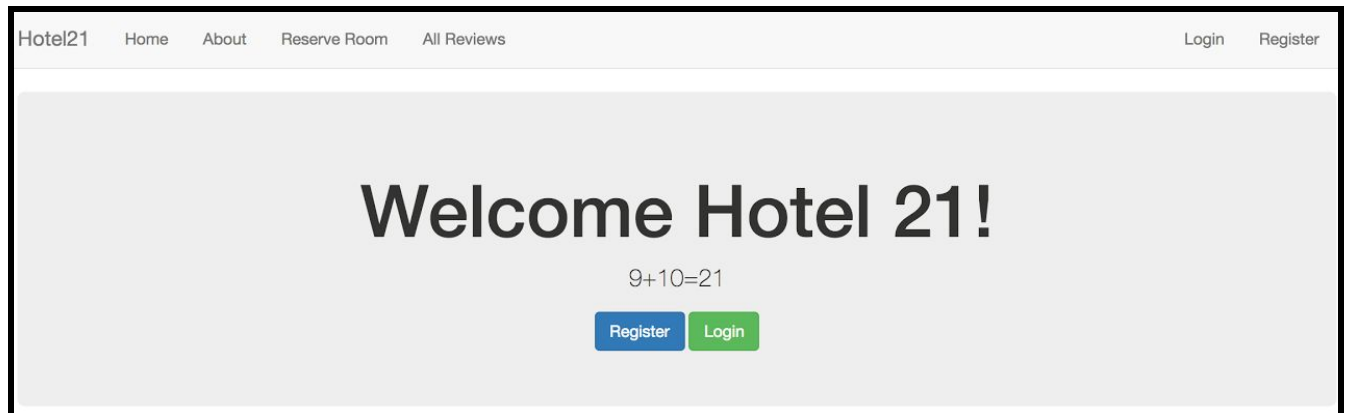 Hotel21 Home About Reserve Room All Reviews Login Register
Welcome Hotel 21!
9+10=21
Register Login